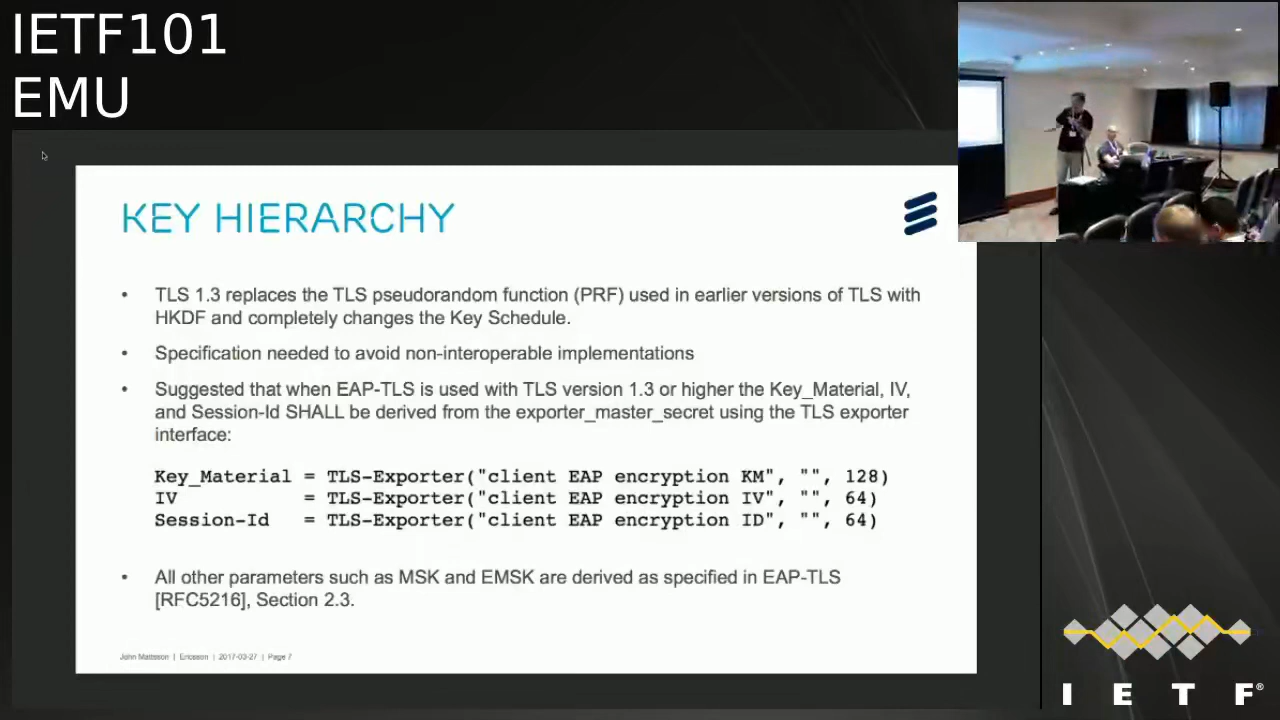 IETF101
EMU
KEY HIERARCHY
• TLS 1.3 replaces the TLS pseudorandom function (PRF) used in earlier versions of TLS with
HKDF and completely changes the Key Schedule.
• Specification needed to avoid non-interoperable implementations
• Suggested that when EAP-TLS is used with TLS version 1.3 or higher the Key_Material, IV,
and Session-Id SHALL be derived from the exporter_master_secret using the TLS exporter
interface:
Key_Material = TLS-Exporter("client EAP encryption KM", "", 128)
IV = TLS-Exporter("client EAP encryption IV", "", 64)
Session-Id = TLS-Exporter("client EAP encryption ID", "", 64)
• All other parameters such as MSK and EMSK are derived as specified in EAP-TLS
[RFC5216], Section 2.3.
John Mattsson | Ericsson | 2017-03-27 | Page 7
I E T F®